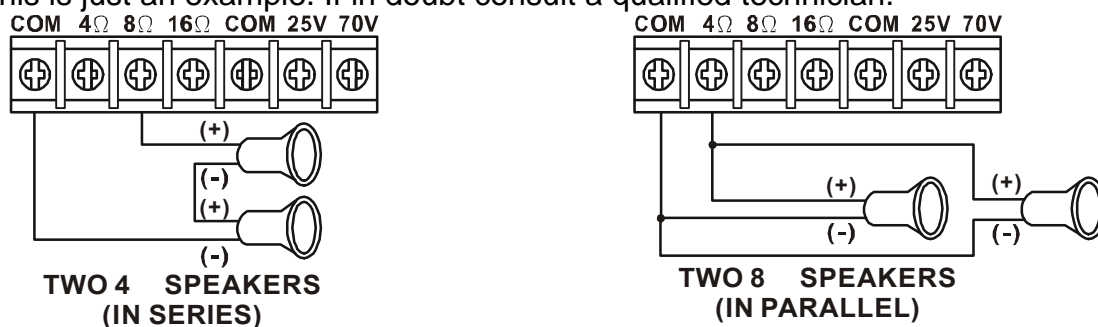 his is just an example. If in doubt consult a qualified technician.
COM 4Ω 8Ω 16Ω COM 25V 70V
(+)
(-)
(+)
(-)
TWO 4 SPEAKERS
(IN SERIES)
COM 4Ω 8Ω 16Ω COM 25V 70V
(+)
(-)
(+)
(-)
TWO 8 SPEAKERS
(IN PARALLEL)